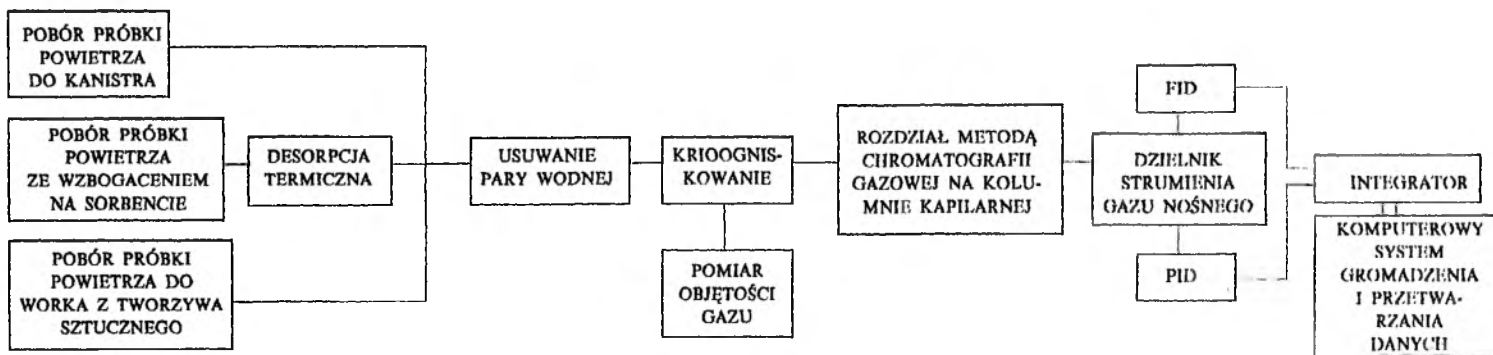 POBÓR PRÓBKI
POWIETRZA
DO KANISTRA
POBÓR PRÓBKI
POWIETRZA
ZE WZBOGACENIEM
NA SORBENCIE
POBÓR PRÓBKI
POWIETRZA DO
WORKA Z TWORZYWA
SZTUCZNEGO
DESORPCJA
TERMICZNA
USUWANIE
PARY WODNEJ
KRIOOGNIS-
KOWANIE
POMIAR
OBJĘTOŚCI
GAZU
ROZDZIAŁ METODĄ
CHROMATOGRAFII
GAZOWEJ NA KOLU-
MNIE KAPILARNEJ
FID
DZIELNIK
STRUMIENIA
GAZU NOŚNEGO
PID
INTEGRATOR
KOMPUTEROWY
SYSTEM
GROMADZENIA
I PRZETWA-
RZANIA
DANYCH